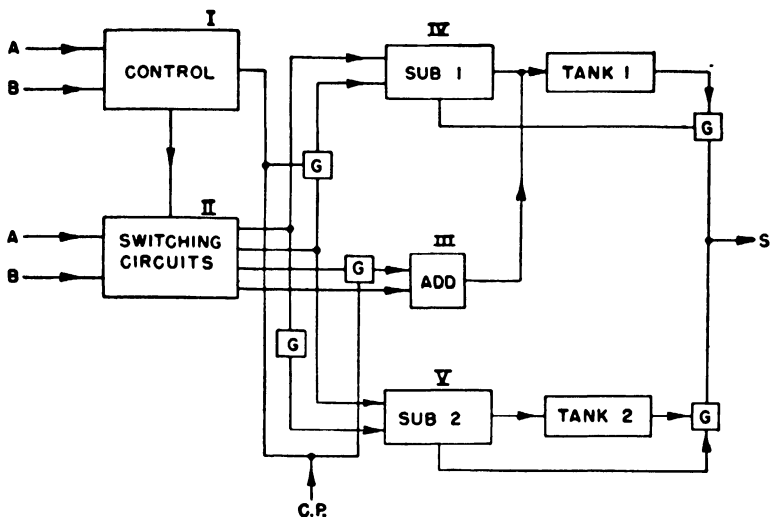 I
CONTROL
A
B
II
SWITCHING
CIRCUITS
A
B
G
G
G
C.P.
IV
SUB 1
TANK 1
G
III
ADD
S
V
SUB 2
TANK 2
G